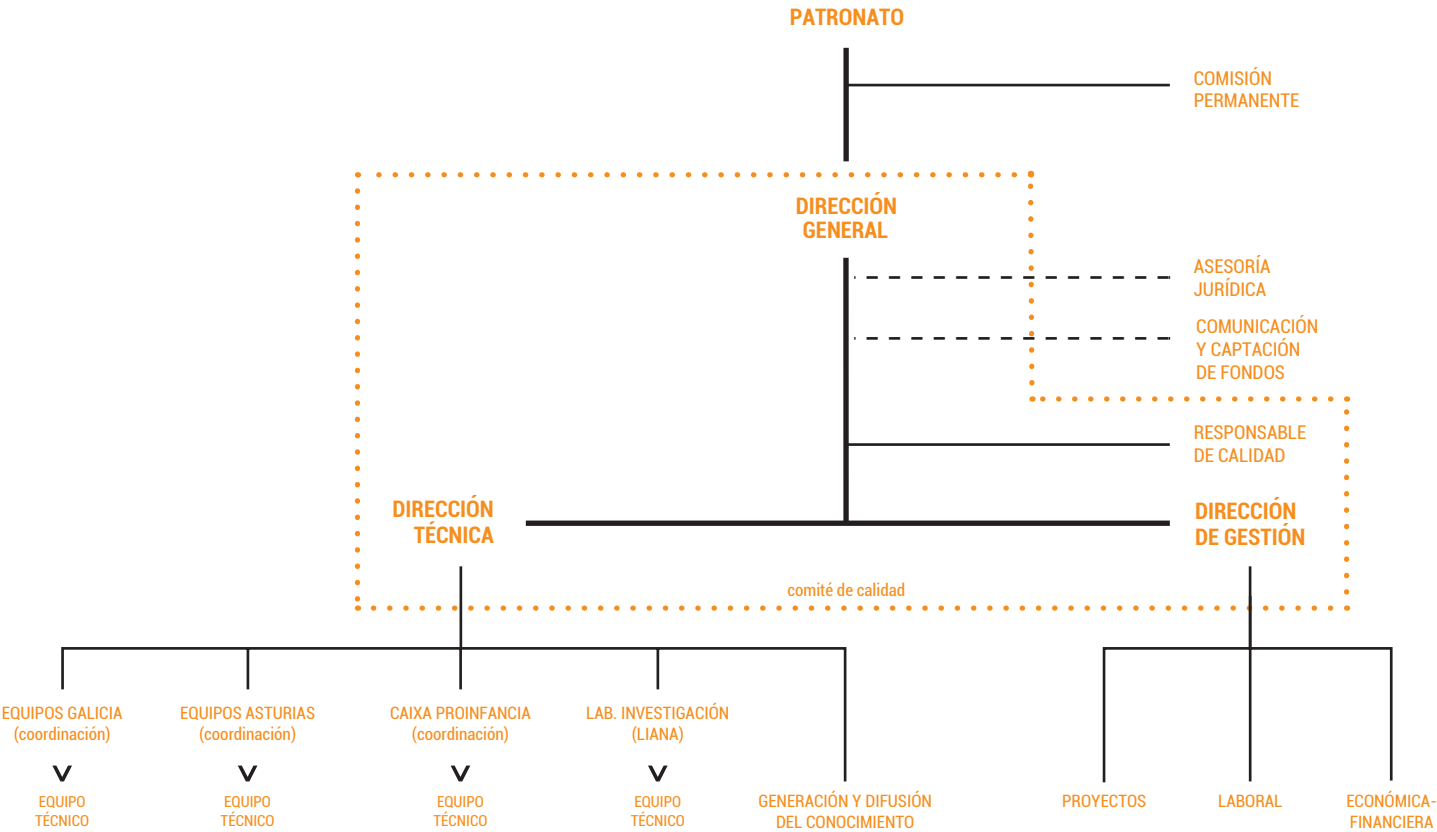 PATRONATO
COMISIÓN
PERMANENTE
DIRECCIÓN
GENERAL
ASESORÍA
JURÍDICA
COMUNICACIÓN
Y CAPTACIÓN
DE FONDOS
RESPONSABLE
DE CALIDAD
DIRECCIÓN
TÉCNICA
DIRECCIÓN
DE GESTIÓN
comité de calidad
EQUIPOS GALICIA
(coordinación)
EQUIPO
TÉCNICO
EQUIPOS ASTURIAS
(coordinación)
EQUIPO
TÉCNICO
CAIXA PROINFANCIA
(coordinación)
EQUIPO
TÉCNICO
LAB. INVESTIGACIÓN
(LIANA)
EQUIPO
TÉCNICO
GENERACIÓN Y DIFUSIÓN
DEL CONOCIMIENTO
PROYECTOS
LABORAL
ECONÓMICA-
FINANCIERA